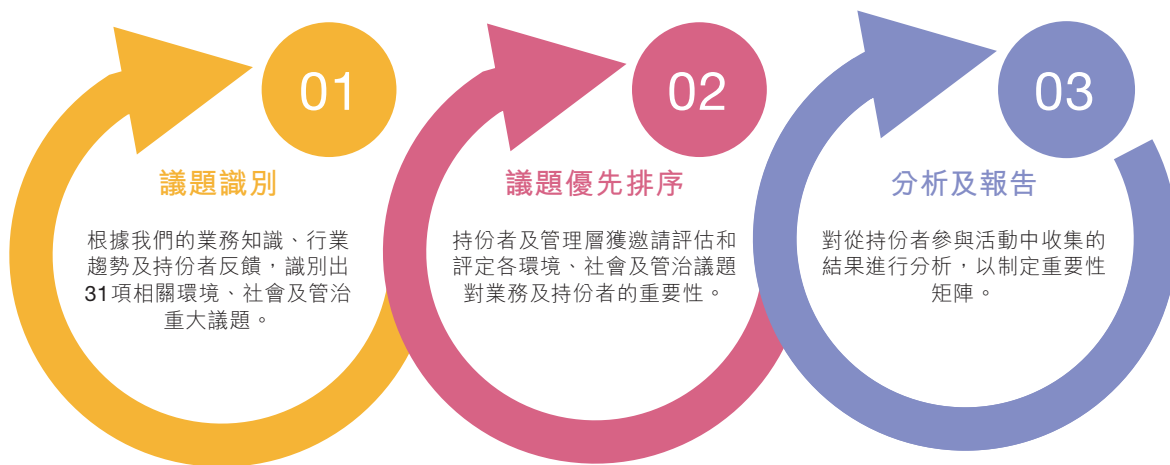 01
議題識別
根據我們的業務知識、行業
趨勢及持份者反饋，識別出
31項相關環境、社會及管治
重大議題。
02
議題優先排序
持份者及管理層獲邀請評估和
評定各環境、社會及管治議題
對業務及持份者的重要性。
03
分析及報告
對從持份者參與活動中收集的
結果進行分析，以制定重要性
矩陣。